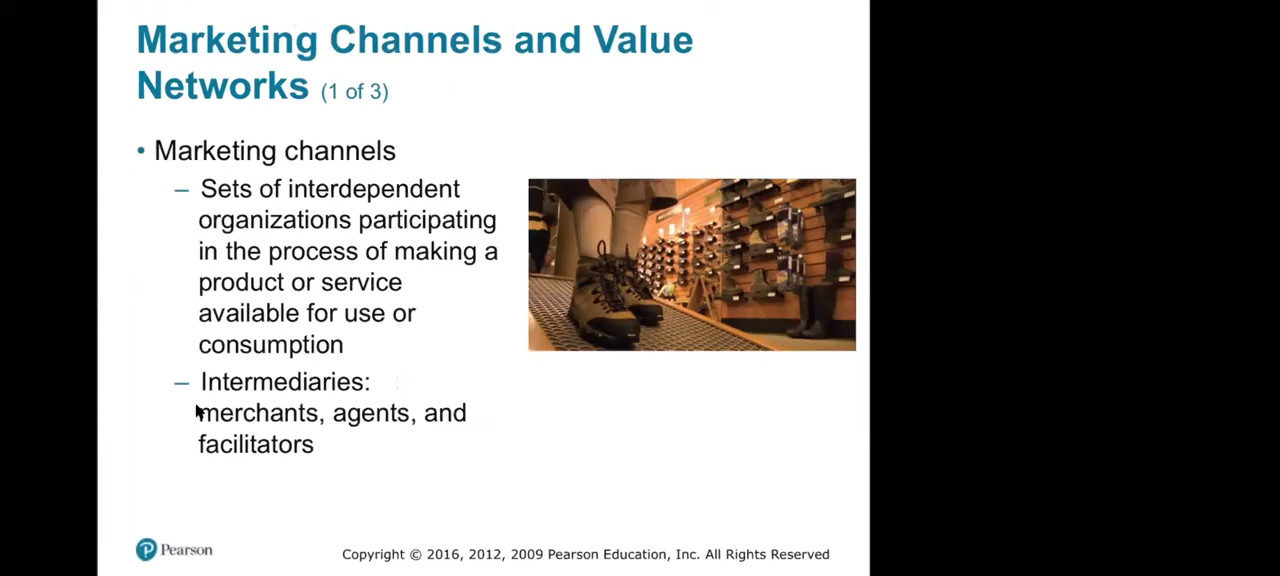 Marketing Channels and Value
Networks (1 of 3)
• Marketing channels
– Sets of interdependent
organizations participating
in the process of making a
product or service
available for use or
consumption
– Intermediaries:
merchants, agents, and
facilitators
Pearson
Copyright © 2016, 2012, 2009 Pearson Education, Inc. All Rights Reserved